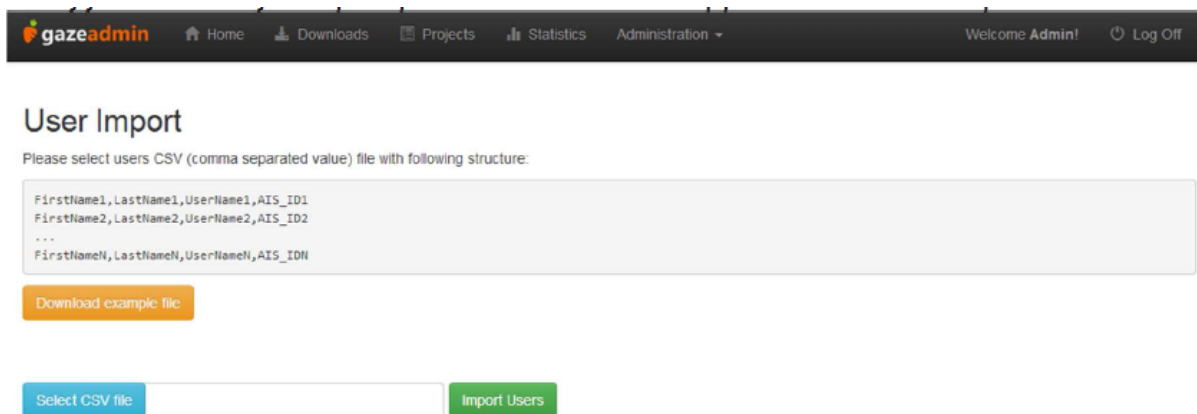 gazeadmin Home Downloads Projects Statistics Administration Welcome Admin! Log Off
User Import
Please select users CSV (comma separated value) file with following structure:
FirstName1,LastName1,UserName1,AIS_ID1
FirstName2,LastName2,UserName2,AIS_ID2
...
FirstNameN,LastNameN,UserNameN,AIS_IDN
Download example file
Select CSV file Import Users